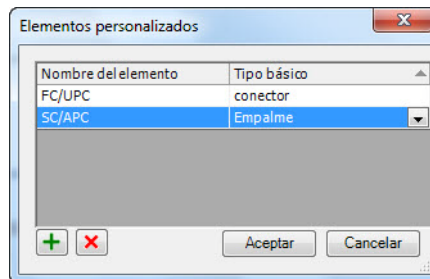 Elementos personalizados
Nombre del elemento Tipo básico
FC/UPC conector
SC/APC Empalme
Aceptar Cancelar